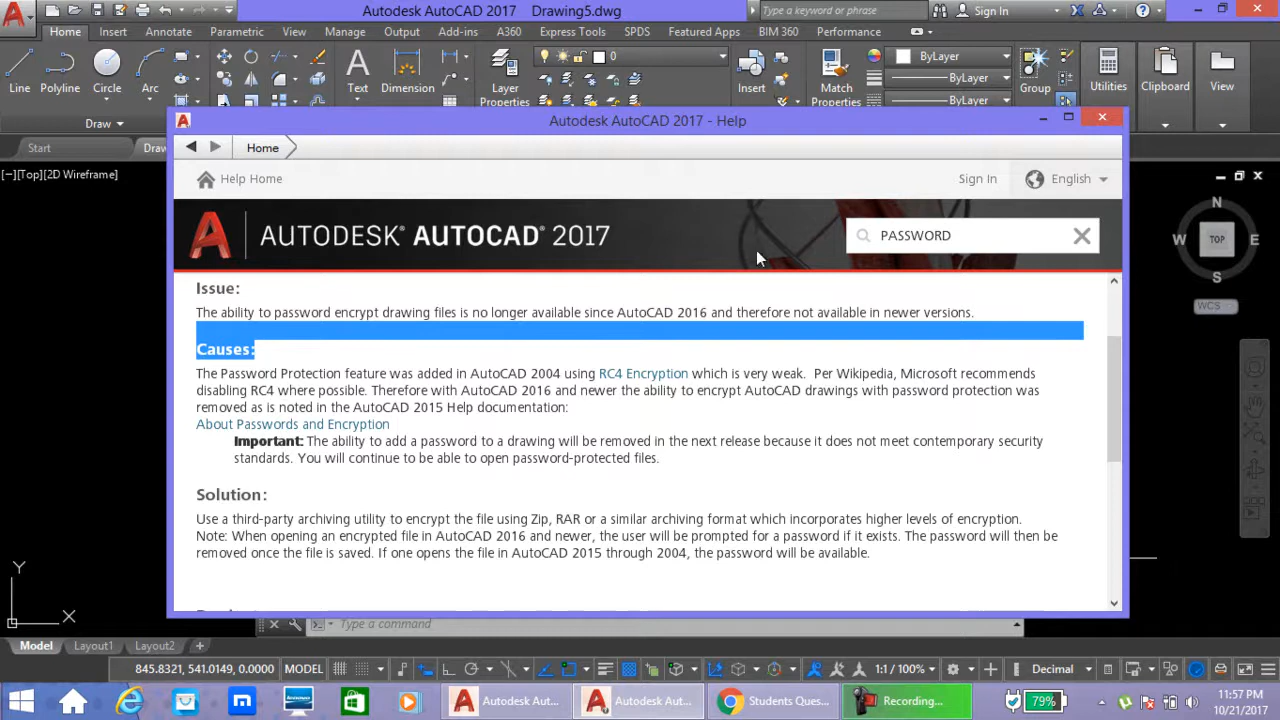 Autodesk AutoCAD 2017 Drawing5.dwg
Type a keyword or phrase
Sign In
Home Insert Annotate Parametric View Manage Output Add-ins A360 Express Tools SPDS Featured Apps BIM 360 Performance
Line Polyline Circle Arc
Text Dimension
Layer Properties
0
Insert
Match Properties
ByLayer
ByLayer
ByLayer
Group
Utilities
Clipboard
View
Draw
Start
Draw
Autodesk AutoCAD 2017 - Help
Home
[−][Top][2D Wireframe]
Help Home
Sign In
English
AUTODESK® AUTOCAD® 2017
PASSWORD
N
W TOP E
S
WCS
Issue:
The ability to password encrypt drawing files is no longer available since AutoCAD 2016 and therefore not available in newer versions.
Causes:
The Password Protection feature was added in AutoCAD 2004 using RC4 Encryption which is very weak. Per Wikipedia, Microsoft recommends
disabling RC4 where possible. Therefore with AutoCAD 2016 and newer the ability to encrypt AutoCAD drawings with password protection was
removed as is noted in the AutoCAD 2015 Help documentation:
About Passwords and Encryption
Important: The ability to add a password to a drawing will be removed in the next release because it does not meet contemporary security
standards. You will continue to be able to open password-protected files.
Solution:
Use a third-party archiving utility to encrypt the file using Zip, RAR or a similar archiving format which incorporates higher levels of encryption.
Note: When opening an encrypted file in AutoCAD 2016 and newer, the user will be prompted for a password if it exists. The password will then be
removed once the file is saved. If one opens the file in AutoCAD 2015 through 2004, the password will be available.
Y
X
Type a command
Model Layout1 Layout2 +
845.8321, 541.0149, 0.0000 MODEL
1:1 / 100%
Decimal
Autodesk Aut...
Autodesk Aut...
Students Ques...
Recording...
79%
11:57 PM
10/21/2017